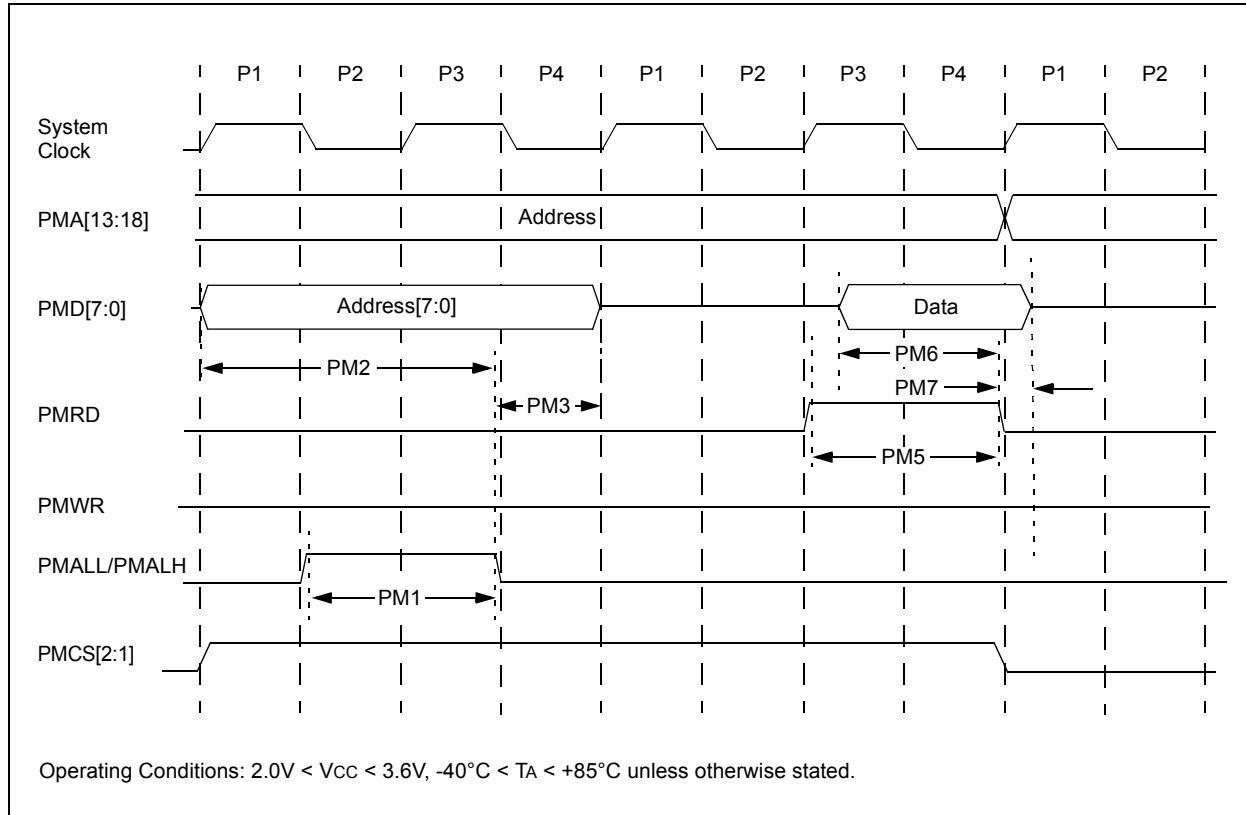 P1 P2 P3 P4 P1 P2 P3 P4 P1 P2
System
Clock
PMA[13:18]
Address
PMD[7:0]
Address[7:0]
Data
PM2
PM6
PM7
PMRD
PM3
PM5
PMWR
PMALL/PMALH
PM1
PMCS[2:1]
Operating Conditions: 2.0V < VCC < 3.6V, -40°C < TA < +85°C unless otherwise stated.